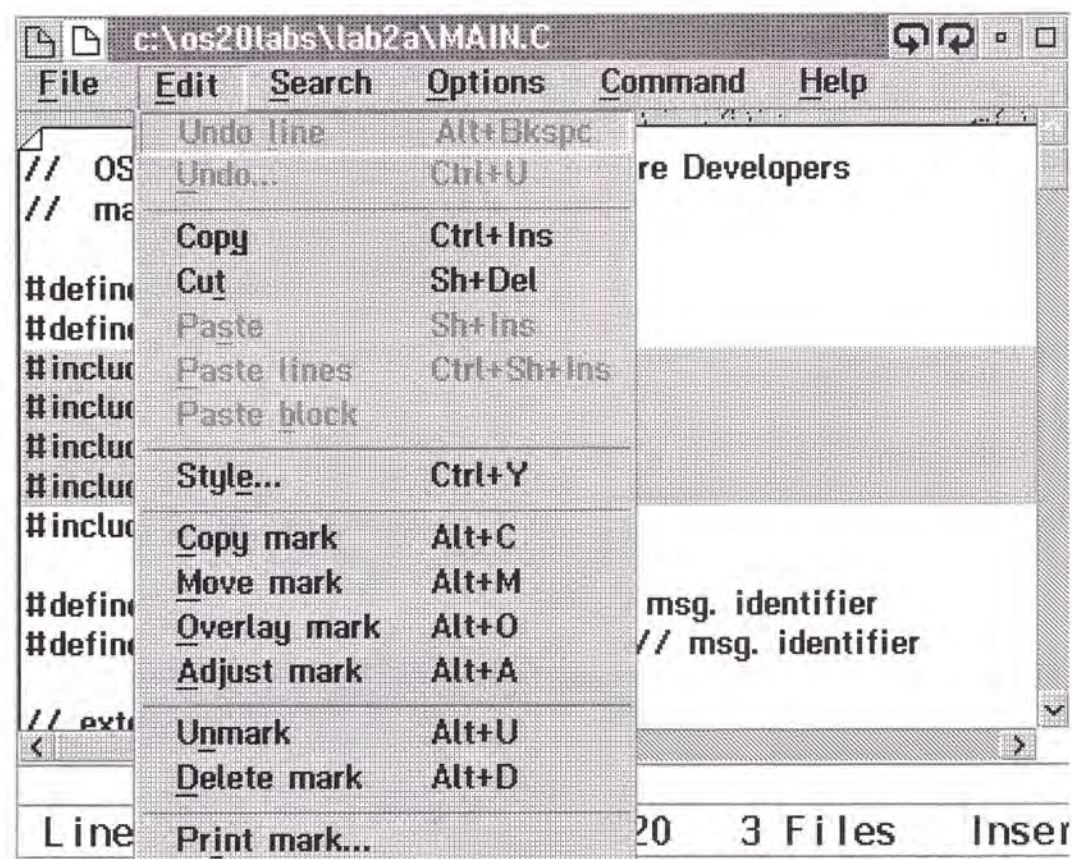 c:\os20labs\lab2a\MAIN.C
File Edit Search Options Command Help
Undo line Alt+Bkspc
Undo... Ctrl+U
Copy Ctrl+Ins
Cut Sh+Del
Paste Sh+Ins
Paste lines Ctrl+Sh+Ins
Paste block
Style... Ctrl+Y
Copy mark Alt+C
Move mark Alt+M
Overlay mark Alt+O
Adjust mark Alt+A
Unmark Alt+U
Delete mark Alt+D
Print mark...
// OS re Developers
// ma
#define
#define
#includ
#includ
#includ
#includ
#includ
#define msg. identifier
#define // msg. identifier
// exte
Line 20 3 Files Inser